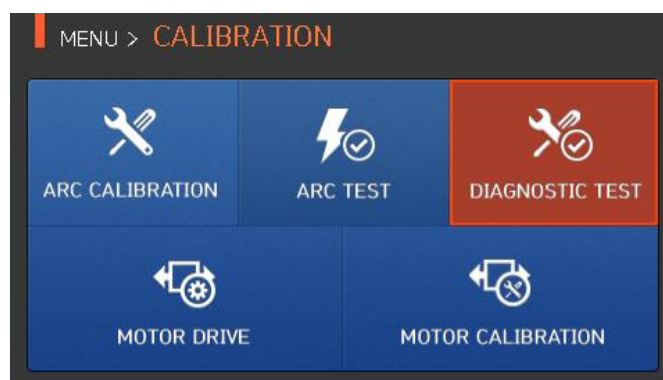 MENU > CALIBRATION
ARC CALIBRATION
ARC TEST
DIAGNOSTIC TEST
MOTOR DRIVE
MOTOR CALIBRATION